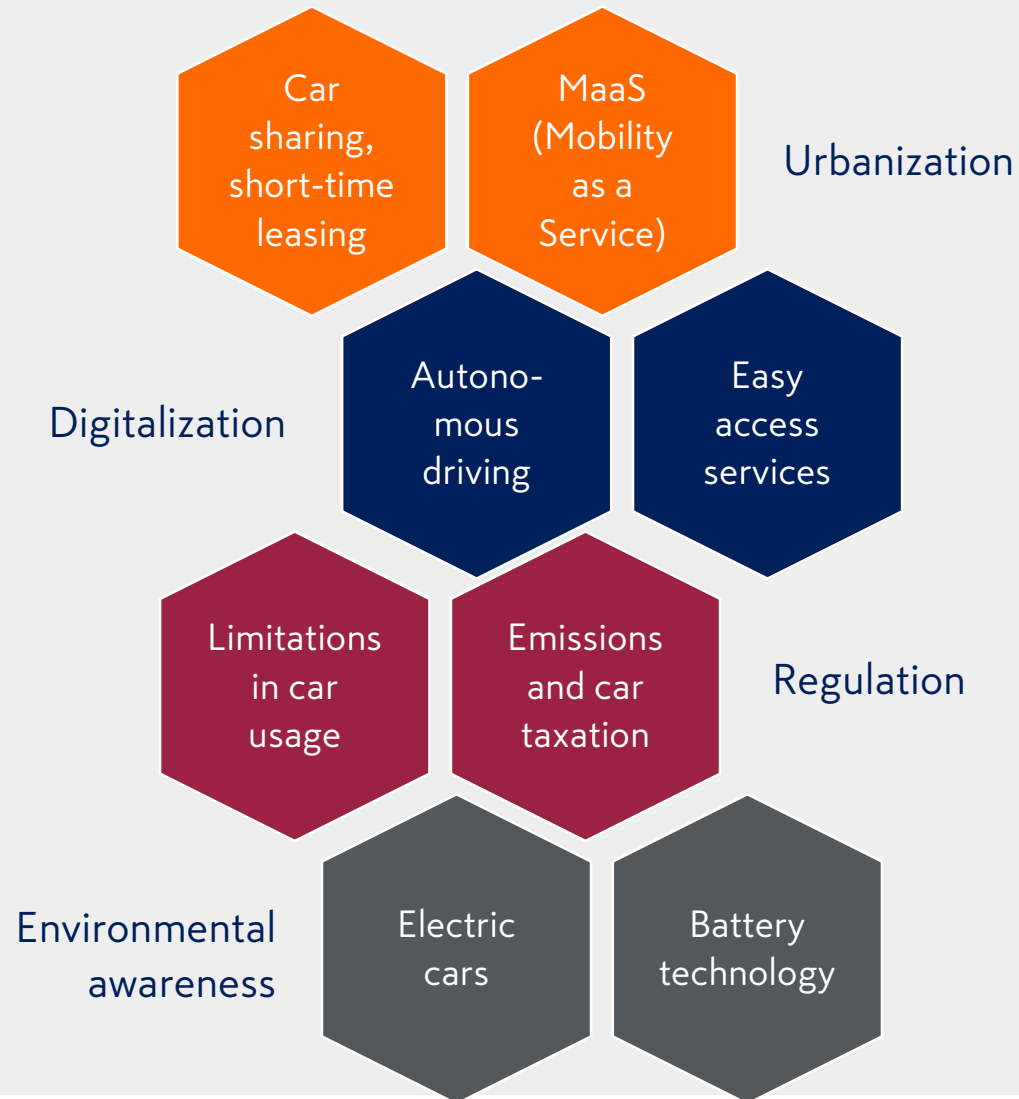 Car
sharing,
short-time
leasing
MaaS
(Mobility
as a
Service)
Urbanization
Digitalization
Autono-
mous
driving
Easy
access
services
Limitations
in car
usage
Emissions
and car
taxation
Regulation
Environmental
awareness
Electric
cars
Battery
technology